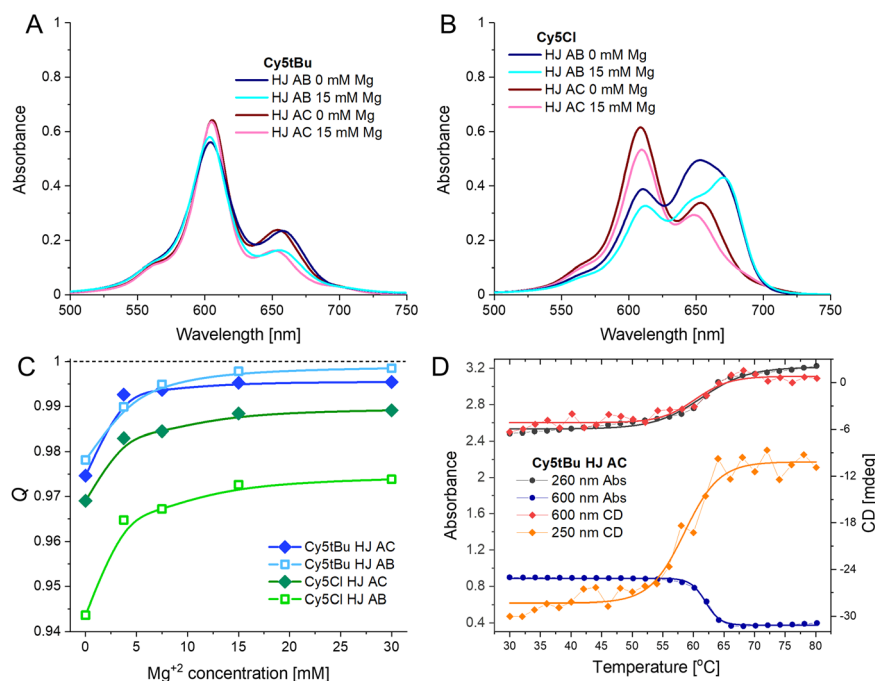 A
Cy5tBu
HJ AB 0 mM Mg
HJ AB 15 mM Mg
HJ AC 0 mM Mg
HJ AC 15 mM Mg
Absorbance
1
0.8
0.6
0.4
0.2
0
500 550 600 650 700 750
Wavelength [nm]
B
Cy5Cl
HJ AB 0 mM Mg
HJ AB 15 mM Mg
HJ AC 0 mM Mg
HJ AC 15 mM Mg
Absorbance
1
0.8
0.6
0.4
0.2
0
500 550 600 650 700 750
Wavelength [nm]
C
Q
1
0.99
0.98
0.97
0.96
0.95
0.94
Cy5tBu HJ AC
Cy5tBu HJ AB
Cy5Cl HJ AC
Cy5Cl HJ AB
0 5 10 15 20 25 30
Mg+2 concentration [mM]
D
Absorbance
3.2
2.8
2.4
2.0
1.6
1.2
0.8
0.4
Cy5tBu HJ AC
260 nm Abs
600 nm Abs
600 nm CD
250 nm CD
0
-6
-10
-15
-20
-25
-30
CD [mdeg]
30 35 40 45 50 55 60 65 70 75 80
Temperature [°C]